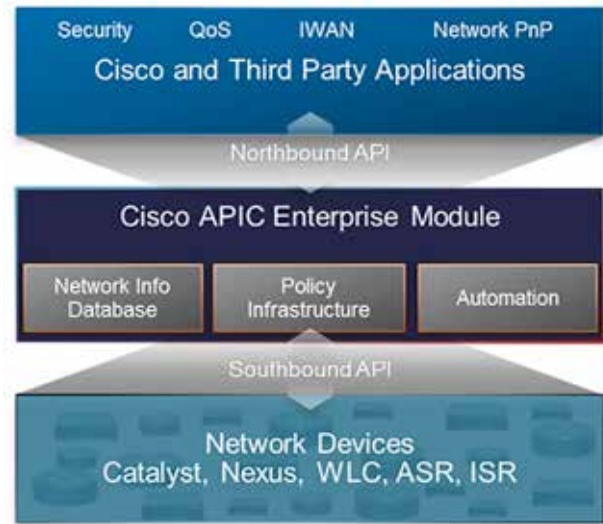 Security QoS IWAN Network PnP
Cisco and Third Party Applications
Northbound API
Cisco APIC Enterprise Module
Network Info
Database
Policy
Infrastructure
Automation
Southbound API
Network Devices
Catalyst, Nexus, WLC, ASR, ISR